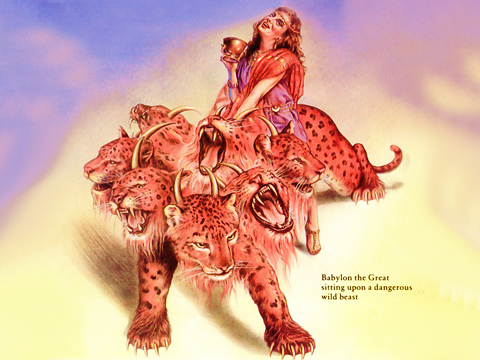 Babylon the Great
sitting upon a dangerous
wild beast